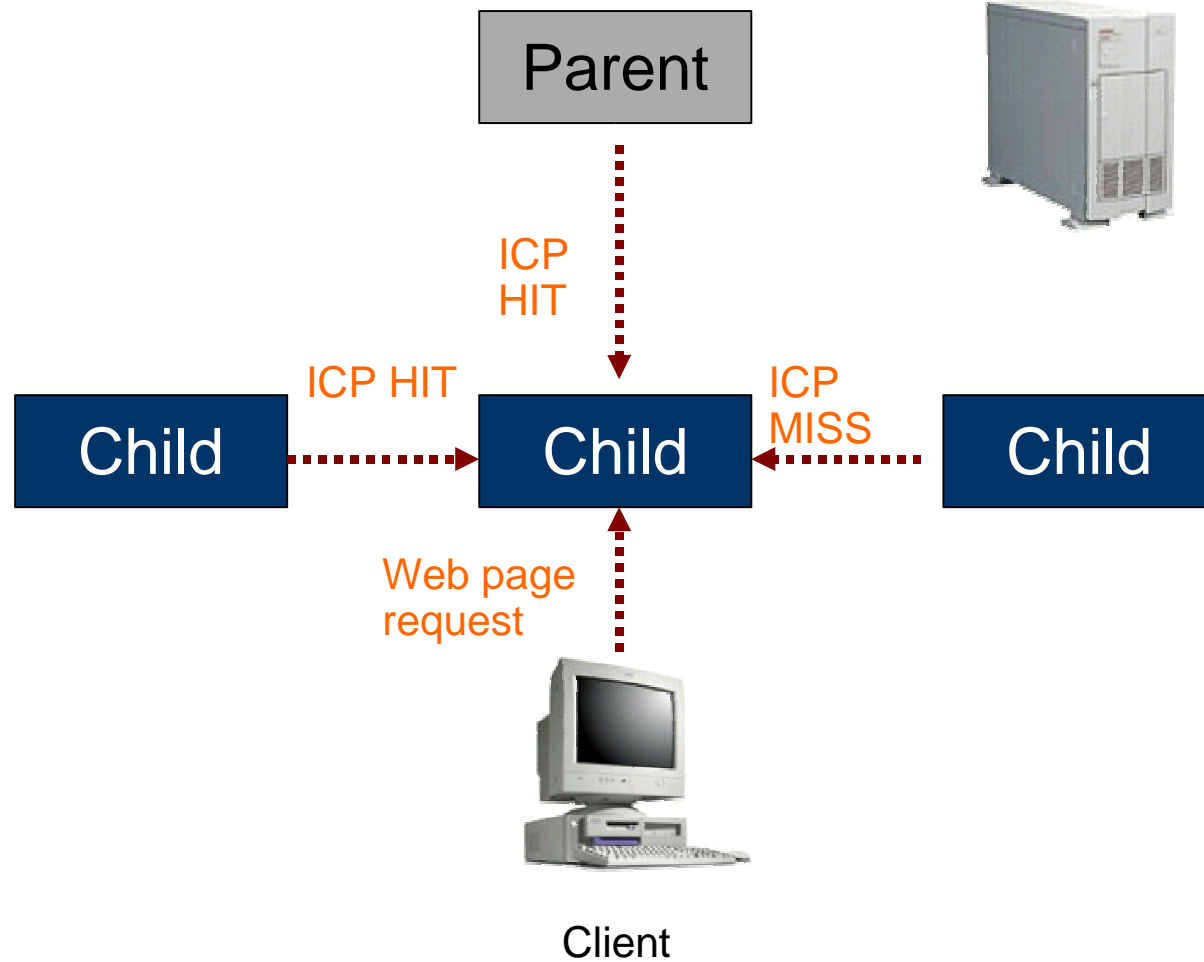 Parent
ICP
HIT
ICP HIT
ICP
MISS
Child
Child
Child
Web page
request
Client